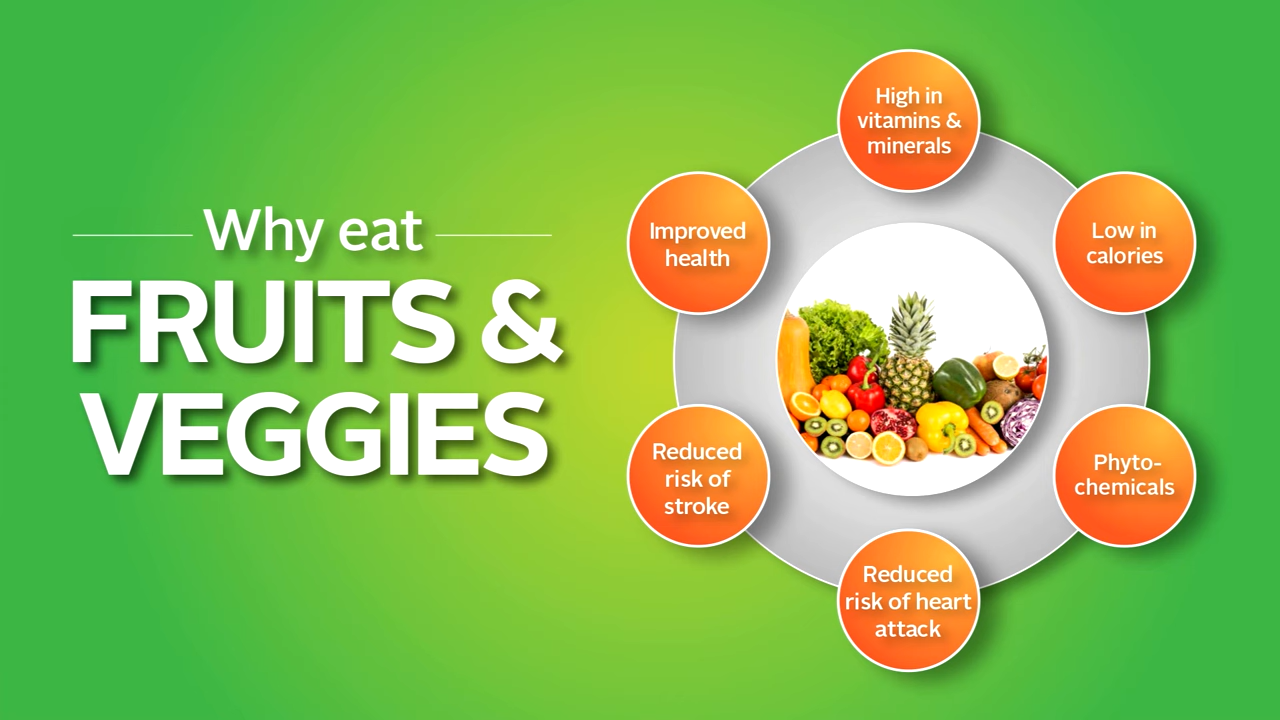 Why eat
FRUITS &
VEGGIES
High in
vitamins &
minerals
Low in
calories
Phyto-
chemicals
Reduced
risk of heart
attack
Reduced
risk of
stroke
Improved
health